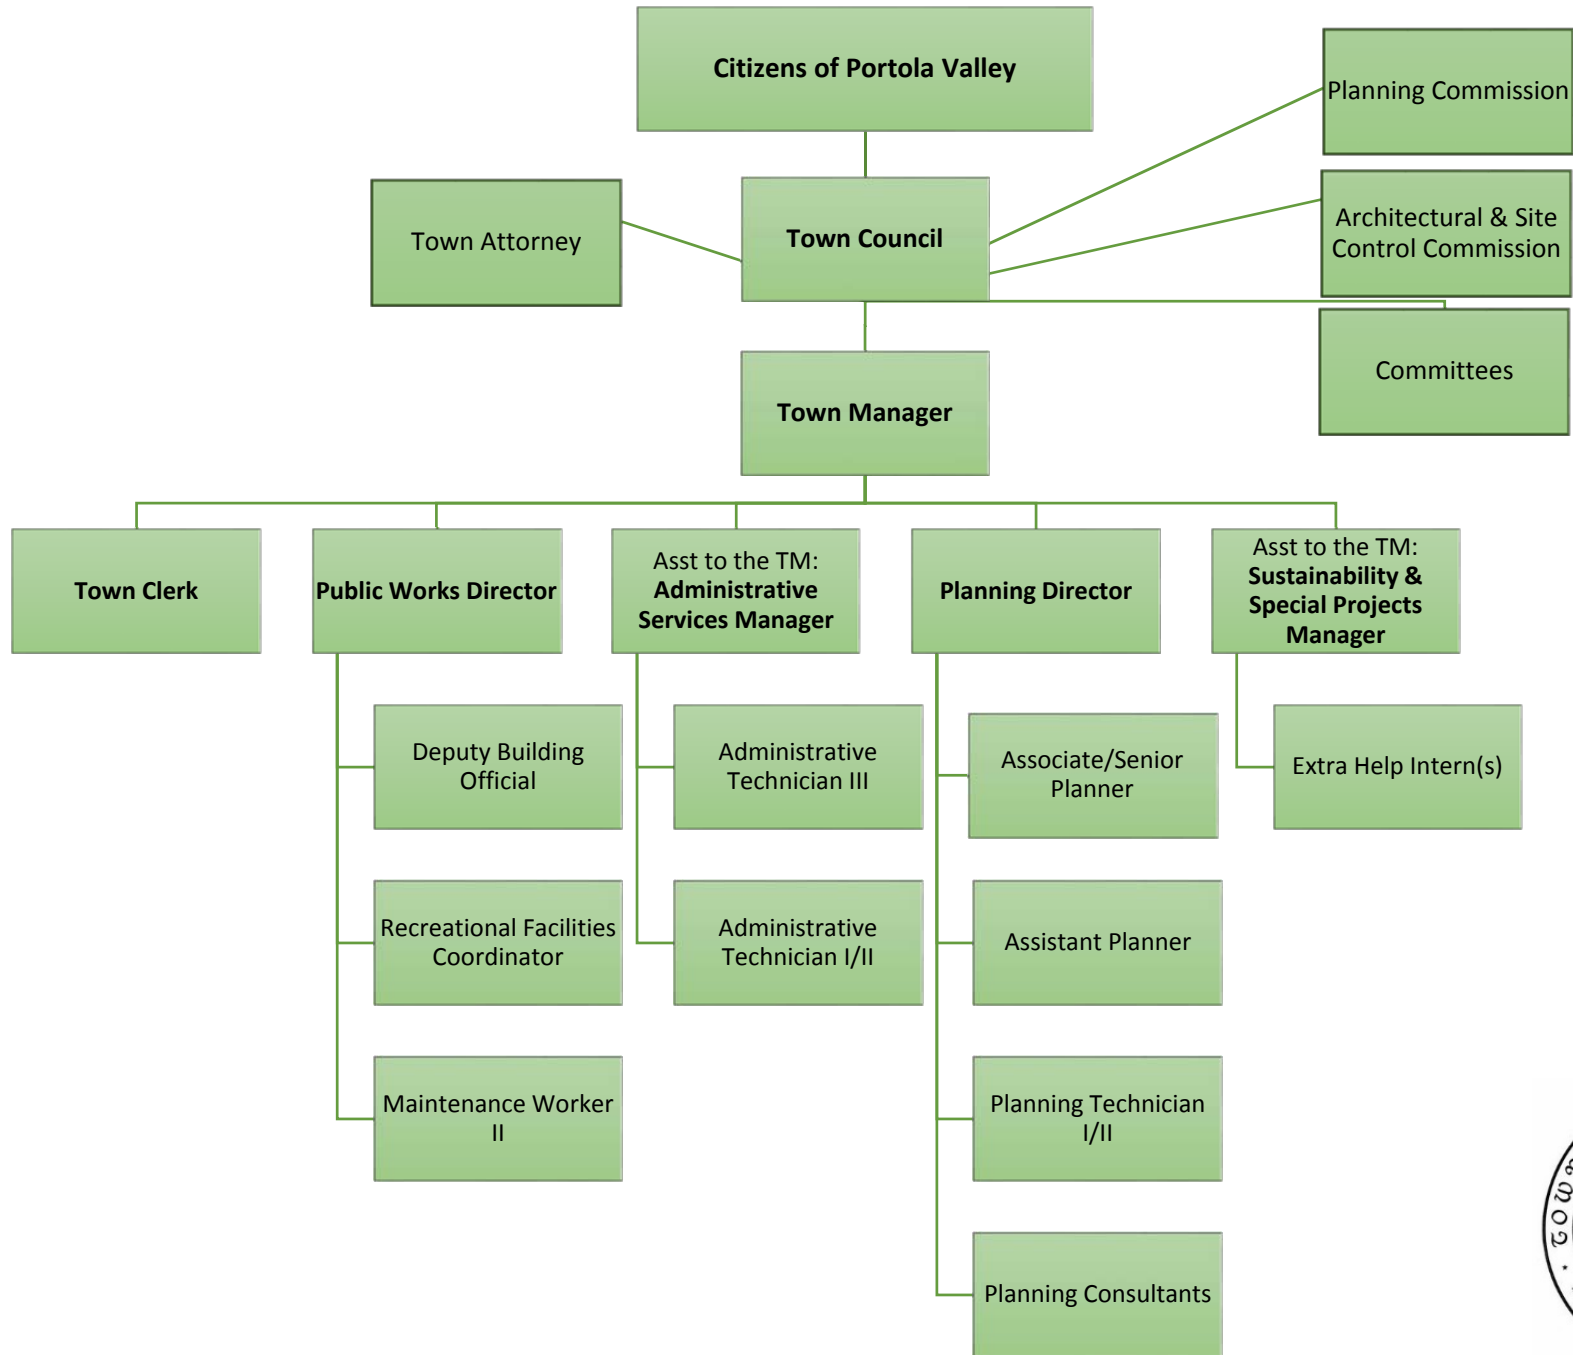 Citizens of Portola Valley
Planning Commission
Town Attorney
Town Council
Architectural & Site
Control Commission
Town Manager
Committees
Town Clerk
Public Works Director
Asst to the TM:
Administrative
Services Manager
Planning Director
Asst to the TM:
Sustainability &
Special Projects
Manager
Deputy Building
Official
Administrative
Technician III
Associate/Senior
Planner
Extra Help Intern(s)
Recreational Facilities
Coordinator
Administrative
Technician I/II
Assistant Planner
Maintenance Worker
II
Planning Technician
I/II
Planning Consultants